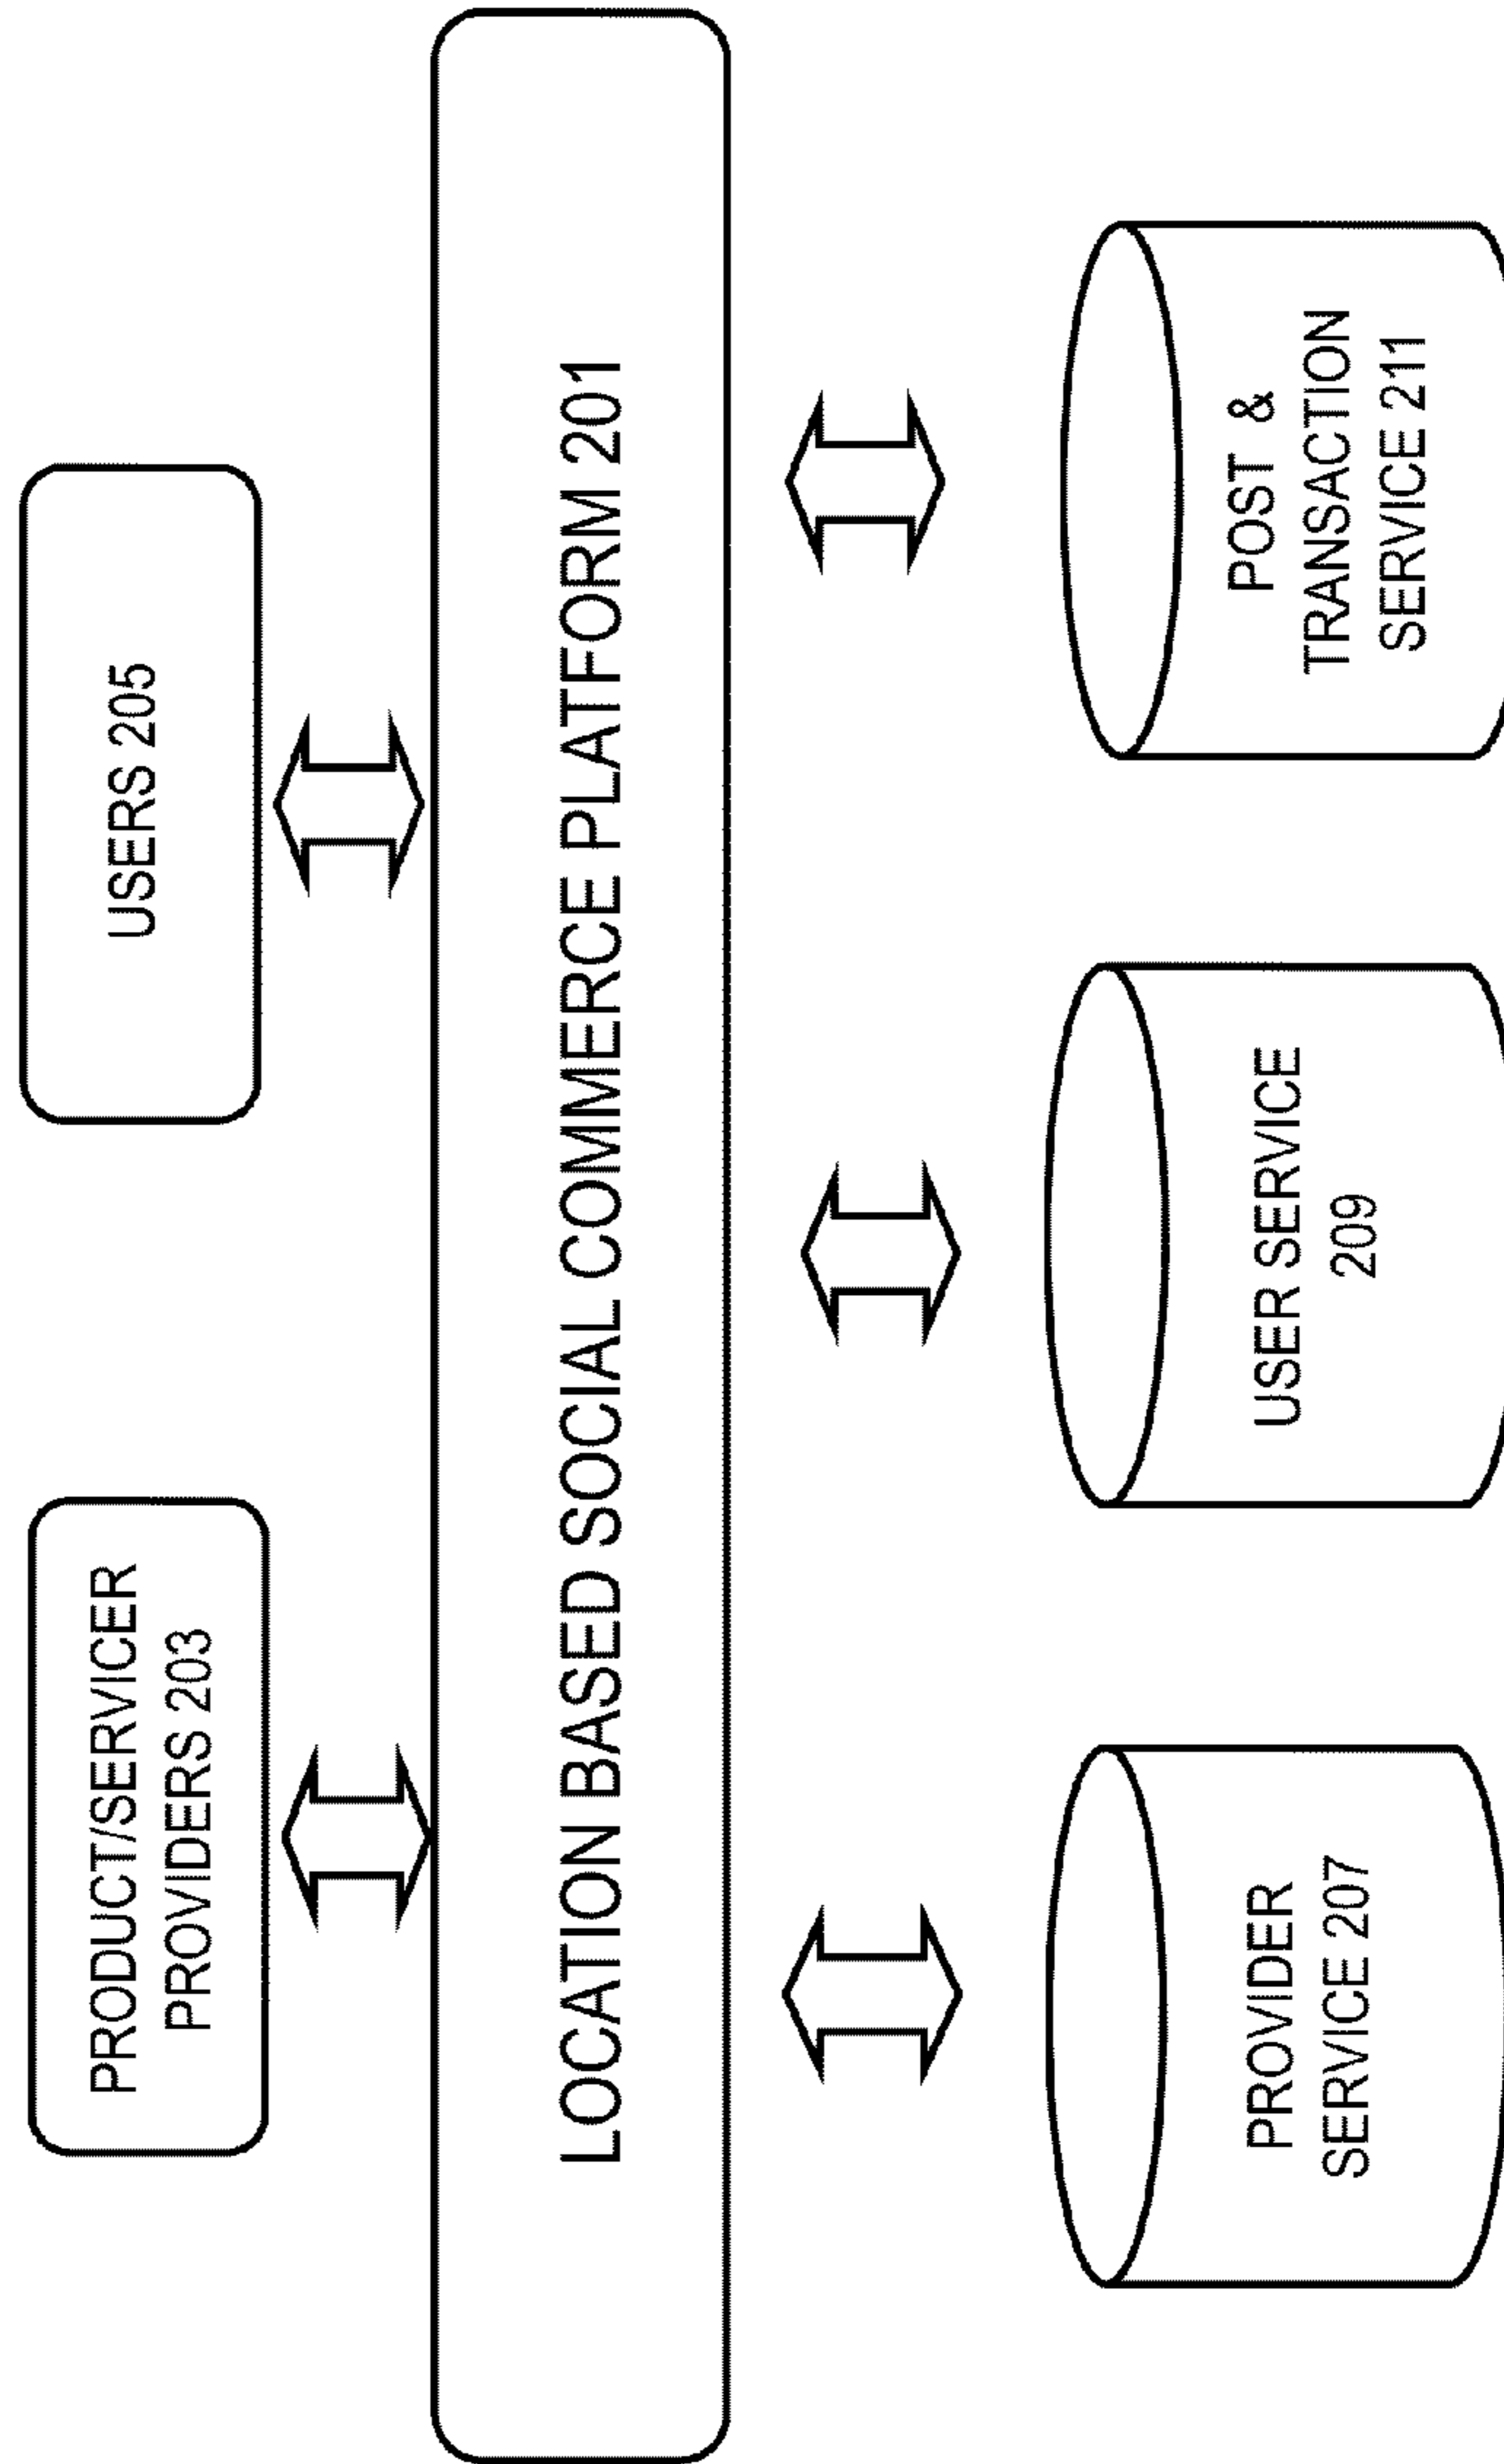 PRODUCT/SERVICER
PROVIDERS 203
USERS 205
LOCATION BASED SOCIAL COMMERCE PLATFORM 201
PROVIDER
SERVICE 207
USER SERVICE
209
POST &
TRANSACTION
SERVICE 211